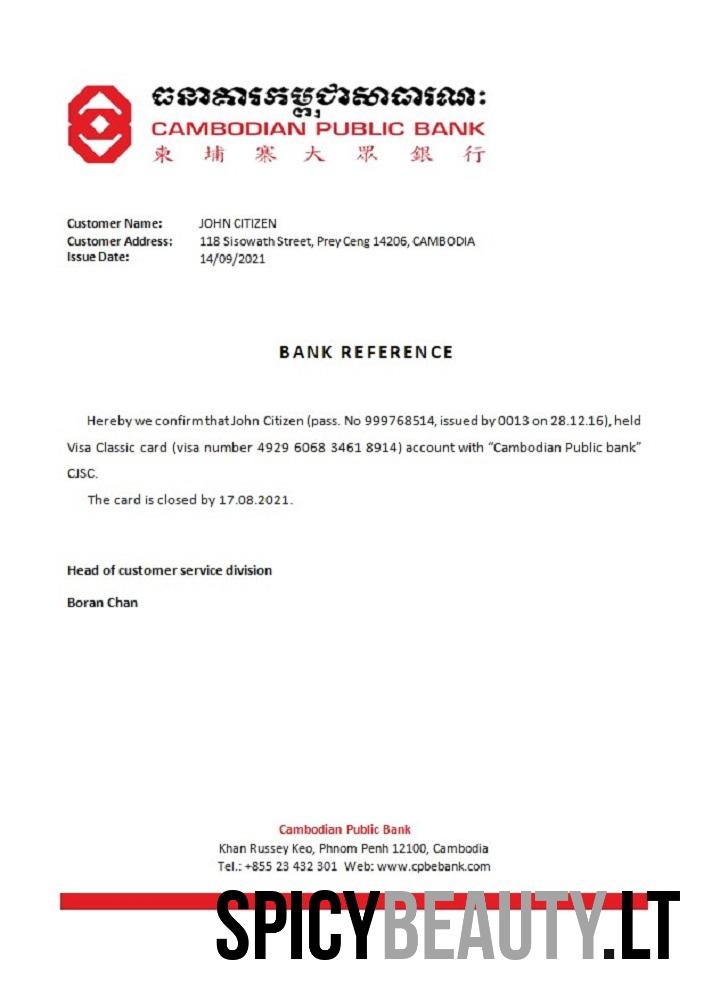 ធនាគារកម្ពុជាសាធារណៈ
CAMBODIAN PUBLIC BANK
柬埔寨大眾銀行
Customer Name: JOHN CITIZEN
Customer Address: 118 Sisowath Street, Prey Ceng 14206, CAMBODIA
Issue Date: 14/09/2021
BANK REFERENCE
Hereby we confirm that John Citizen (pass. No 999768514, issued by 0013 on 28.12.16), held
Visa Classic card (visa number 4929 6068 3461 8914) account with “Cambodian Public bank”
CJSC.
The card is closed by 17.08.2021.
Head of customer service division
Boran Chan
Cambodian Public Bank
Khan Russey Keo, Phnom Penh 12100, Cambodia
Tel.: +855 23 432 301 Web: www.cpbebank.com
SPICYBEAUTY.LT